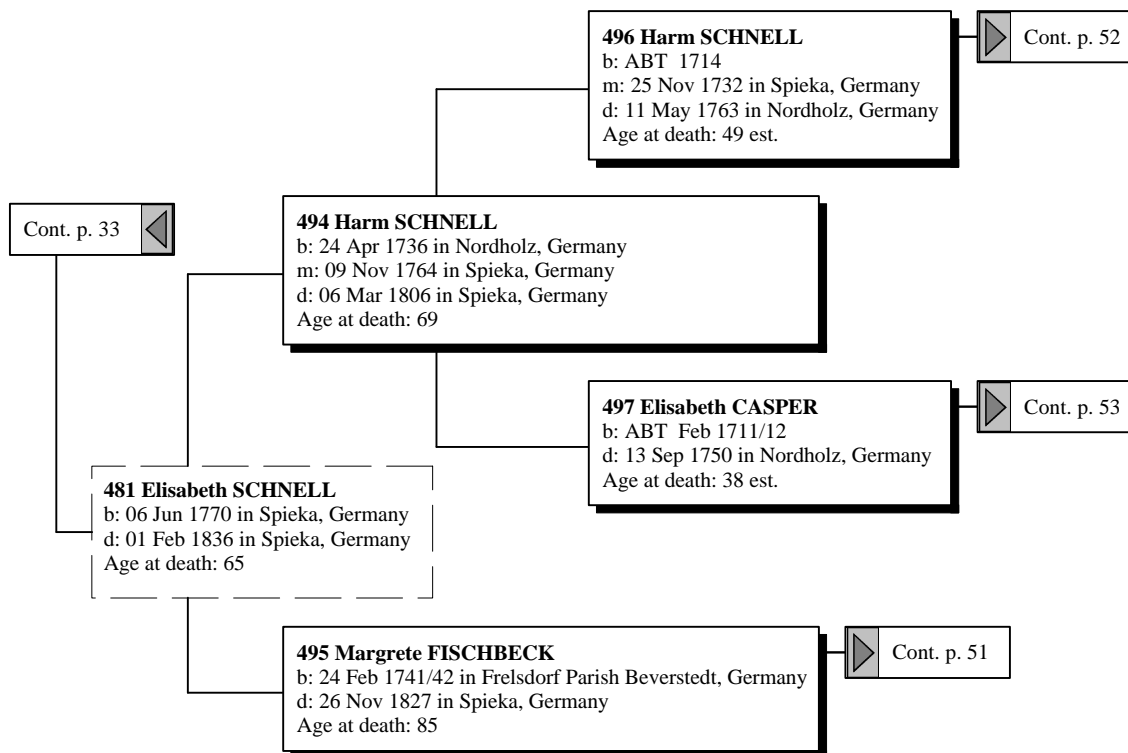 496 Harm SCHNELL
b: ABT  1714
m: 25 Nov 1732 in Spieka, Germany
d: 11 May 1763 in Nordholz, Germany
Age at death: 49 est.
Cont. p. 52
494 Harm SCHNELL
b: 24 Apr 1736 in Nordholz, Germany
m: 09 Nov 1764 in Spieka, Germany
d: 06 Mar 1806 in Spieka, Germany
Age at death: 69
Cont. p. 33
497 Elisabeth CASPER
b: ABT  Feb 1711/12
d: 13 Sep 1750 in Nordholz, Germany
Age at death: 38 est.
Cont. p. 53
481 Elisabeth SCHNELL
b: 06 Jun 1770 in Spieka, Germany
d: 01 Feb 1836 in Spieka, Germany
Age at death: 65
495 Margrete FISCHBECK
b: 24 Feb 1741/42 in Frelsdorf Parish Beverstedt, Germany
d: 26 Nov 1827 in Spieka, Germany
Age at death: 85
Cont. p. 51